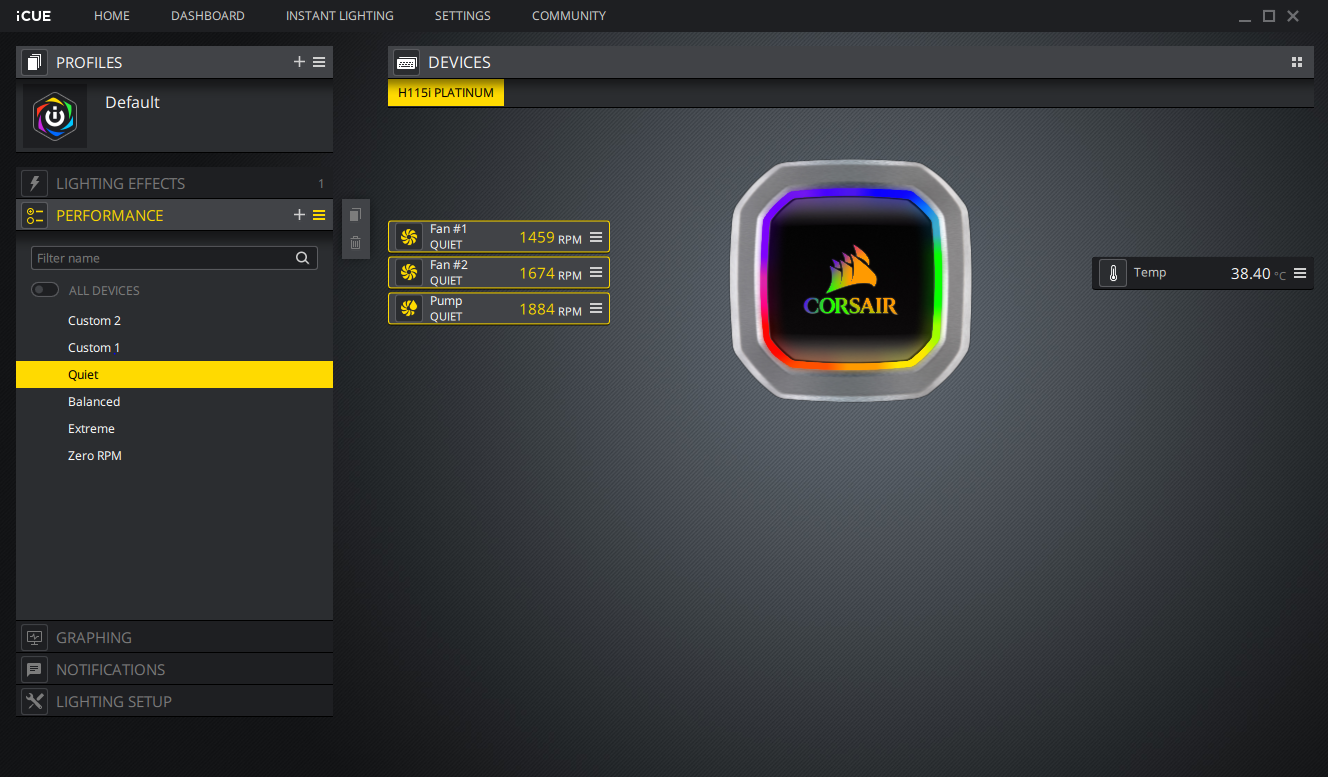 iCUE HOME DASHBOARD INSTANT LIGHTING SETTINGS COMMUNITY
PROFILES
Default
LIGHTING EFFECTS 1
PERFORMANCE
Filter name
ALL DEVICES
Custom 2
Custom 1
Quiet
Balanced
Extreme
Zero RPM
GRAPHING
NOTIFICATIONS
LIGHTING SETUP
DEVICES
H115i PLATINUM
Fan #1
QUIET 1459 RPM
Fan #2
QUIET 1674 RPM
Pump
QUIET 1884 RPM
CORSAIR
Temp 38.40 °C